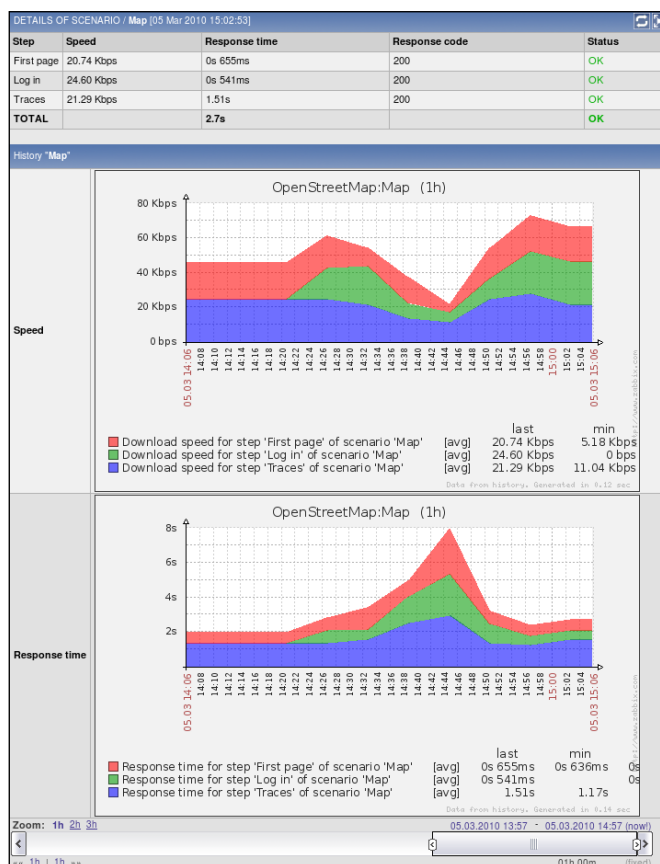 DETAILS OF SCENARIO / Map [05 Mar 2010 15:02:53]
Step Speed Response time Response code Status
First page 20.74 Kbps 0s 655ms 200 OK
Log in 24.60 Kbps 0s 541ms 200 OK
Traces 21.29 Kbps 1.51s 200 OK
TOTAL 2.7s OK
History "Map"
Speed
OpenStreetMap:Map (1h)
80 Kbps
60 Kbps
40 Kbps
20 Kbps
0 bps
05.03 14:06 14:08 14:10 14:12 14:14 14:16 14:18 14:20 14:22 14:24 14:26 14:28 14:30 14:32 14:34 14:36 14:38 14:40 14:42 14:44 14:46 14:48 14:50 14:52 14:54 14:56 14:58 15:00 15:02 15:04 05.03 15:06
last min
Download speed for step 'First page' of scenario 'Map' [avg] 20.74 Kbps 5.18 Kbps
Download speed for step 'Log in' of scenario 'Map' [avg] 24.60 Kbps 0 bps
Download speed for step 'Traces' of scenario 'Map' [avg] 21.29 Kbps 11.04 Kbps
Data from history. Generated in 0.12 sec
Response time
OpenStreetMap:Map (1h)
8s
6s
4s
2s
05.03 14:06 14:08 14:10 14:12 14:14 14:16 14:18 14:20 14:22 14:24 14:26 14:28 14:30 14:32 14:34 14:36 14:38 14:40 14:42 14:44 14:46 14:48 14:50 14:52 14:54 14:56 14:58 15:00 15:02 15:04 05.03 15:06
last min
Response time for step 'First page' of scenario 'Map' [avg] 0s 655ms 0s 636ms 0s
Response time for step 'Log in' of scenario 'Map' [avg] 0s 541ms 0s
Response time for step 'Traces' of scenario 'Map' [avg] 1.51s 1.17s
Data from history. Generated in 0.14 sec
Zoom: 1h 2h 3h 05.03.2010 13:57 - 05.03.2010 14:57 (now!)
«« 1h | 1h »» 01h 00m (fixed)